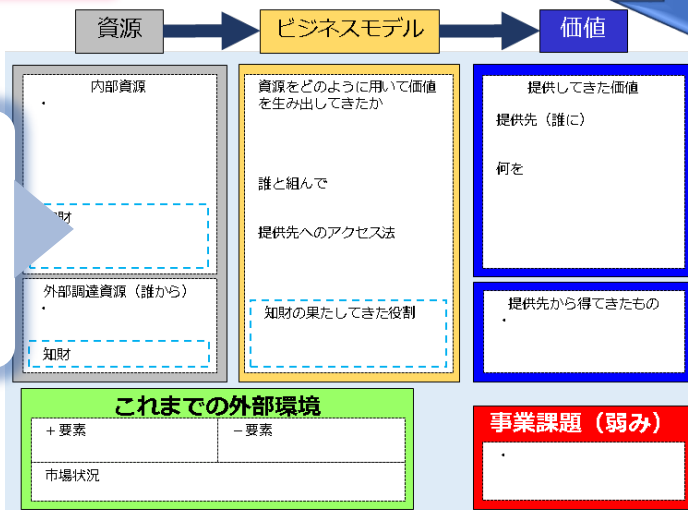 資源
ビジネスモデル
価値
内部資源
・
財
外部調達資源（誰から）
・
知財
資源をどのように用いて価値
を生み出してきたか
誰と組んで
提供先へのアクセス法
知財の果たしてきた役割
提供してきた価値
提供先（誰に）
何を
提供先から得てきたもの
・
これまでの外部環境
＋要素
－要素
市場状況
事業課題（弱み）
・